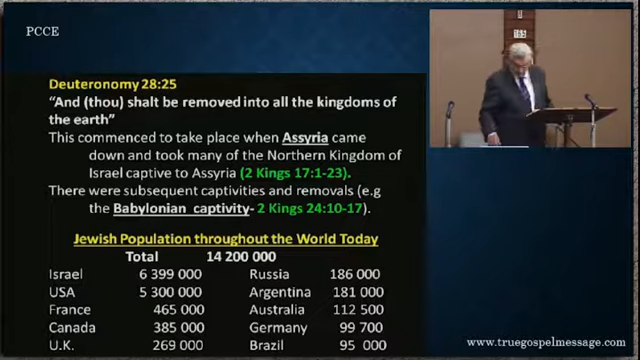 PCCE
Deuteronomy 28:25
"And (thou) shalt be removed into all the kingdoms of
the earth"
This commenced to take place when Assyria came
down and took many of the Northern Kingdom of
Israel captive to Assyria (2 Kings 17:1-23).
There were subsequent captivities and removals (e.g
the Babylonian captivity- 2 Kings 24:10-17).
Jewish Population throughout the World Today
Total 14 200 000
Israel 6 399 000 Russia 186 000
USA 5 300 000 Argentina 181 000
France 465 000 Australia 112 500
Canada 385 000 Germany 99 700
U.K. 269 000 Brazil 95 000
www.truegospelmessage.com